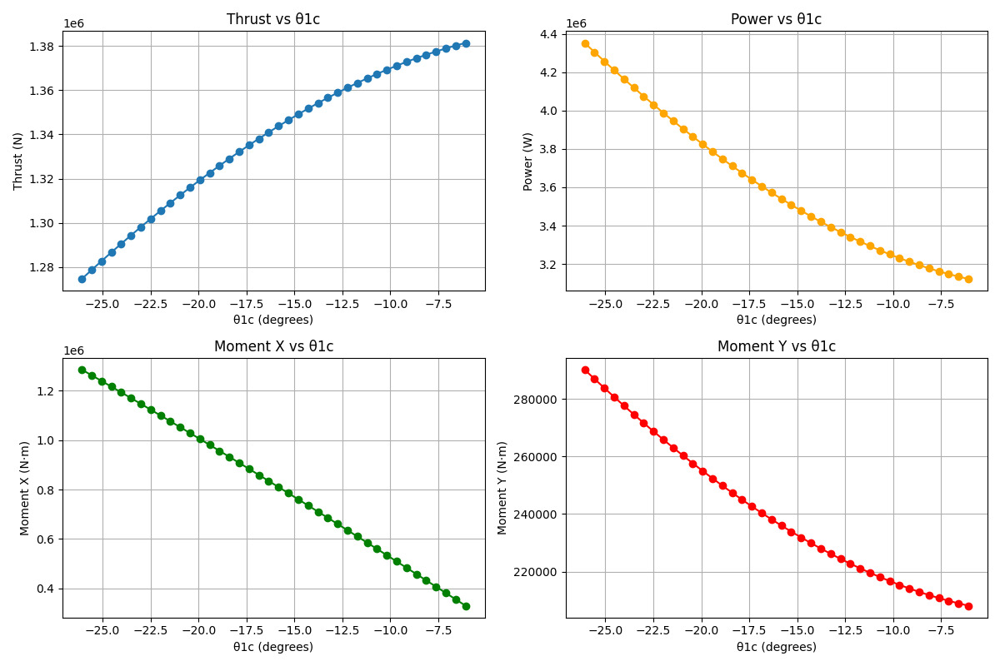 Thrust vs θ1c
1e6
Thrust (N)
1.38
1.36
1.34
1.32
1.30
1.28
−25.0 −22.5 −20.0 −17.5 −15.0 −12.5 −10.0 −7.5
θ1c (degrees)
Power vs θ1c
1e6
Power (W)
4.4
4.2
4.0
3.8
3.6
3.4
3.2
−25.0 −22.5 −20.0 −17.5 −15.0 −12.5 −10.0 −7.5
θ1c (degrees)
Moment X vs θ1c
1e6
Moment X (N·m)
1.2
1.0
0.8
0.6
0.4
−25.0 −22.5 −20.0 −17.5 −15.0 −12.5 −10.0 −7.5
θ1c (degrees)
Moment Y vs θ1c
Moment Y (N·m)
280000
260000
240000
220000
−25.0 −22.5 −20.0 −17.5 −15.0 −12.5 −10.0 −7.5
θ1c (degrees)